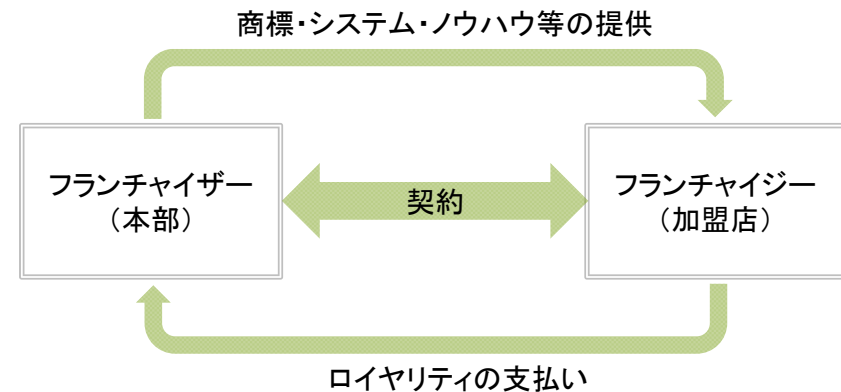 商標・システム・ノウハウ等の提供
フランチャイザー
（本部）
契約
フランチャイジー
（加盟店）
ロイヤリティの支払い